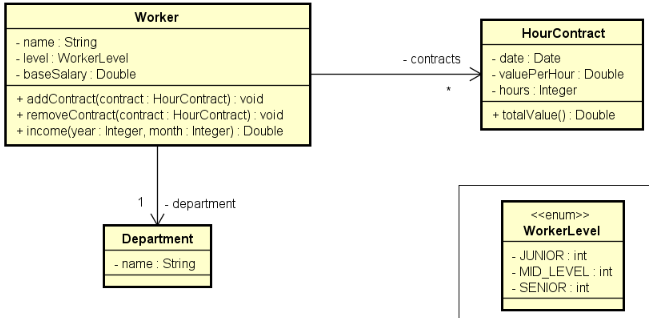 Worker
- name : String
- level : WorkerLevel
- baseSalary : Double
+ addContract(contract : HourContract) : void
+ removeContract(contract : HourContract) : void
+ income(year : Integer, month : Integer) : Double
- contracts
*
HourContract
- date : Date
- valuePerHour : Double
- hours : Integer
+ totalValue() : Double
1
- department
Department
- name : String
<<enum>>
WorkerLevel
- JUNIOR : int
- MID_LEVEL : int
- SENIOR : int